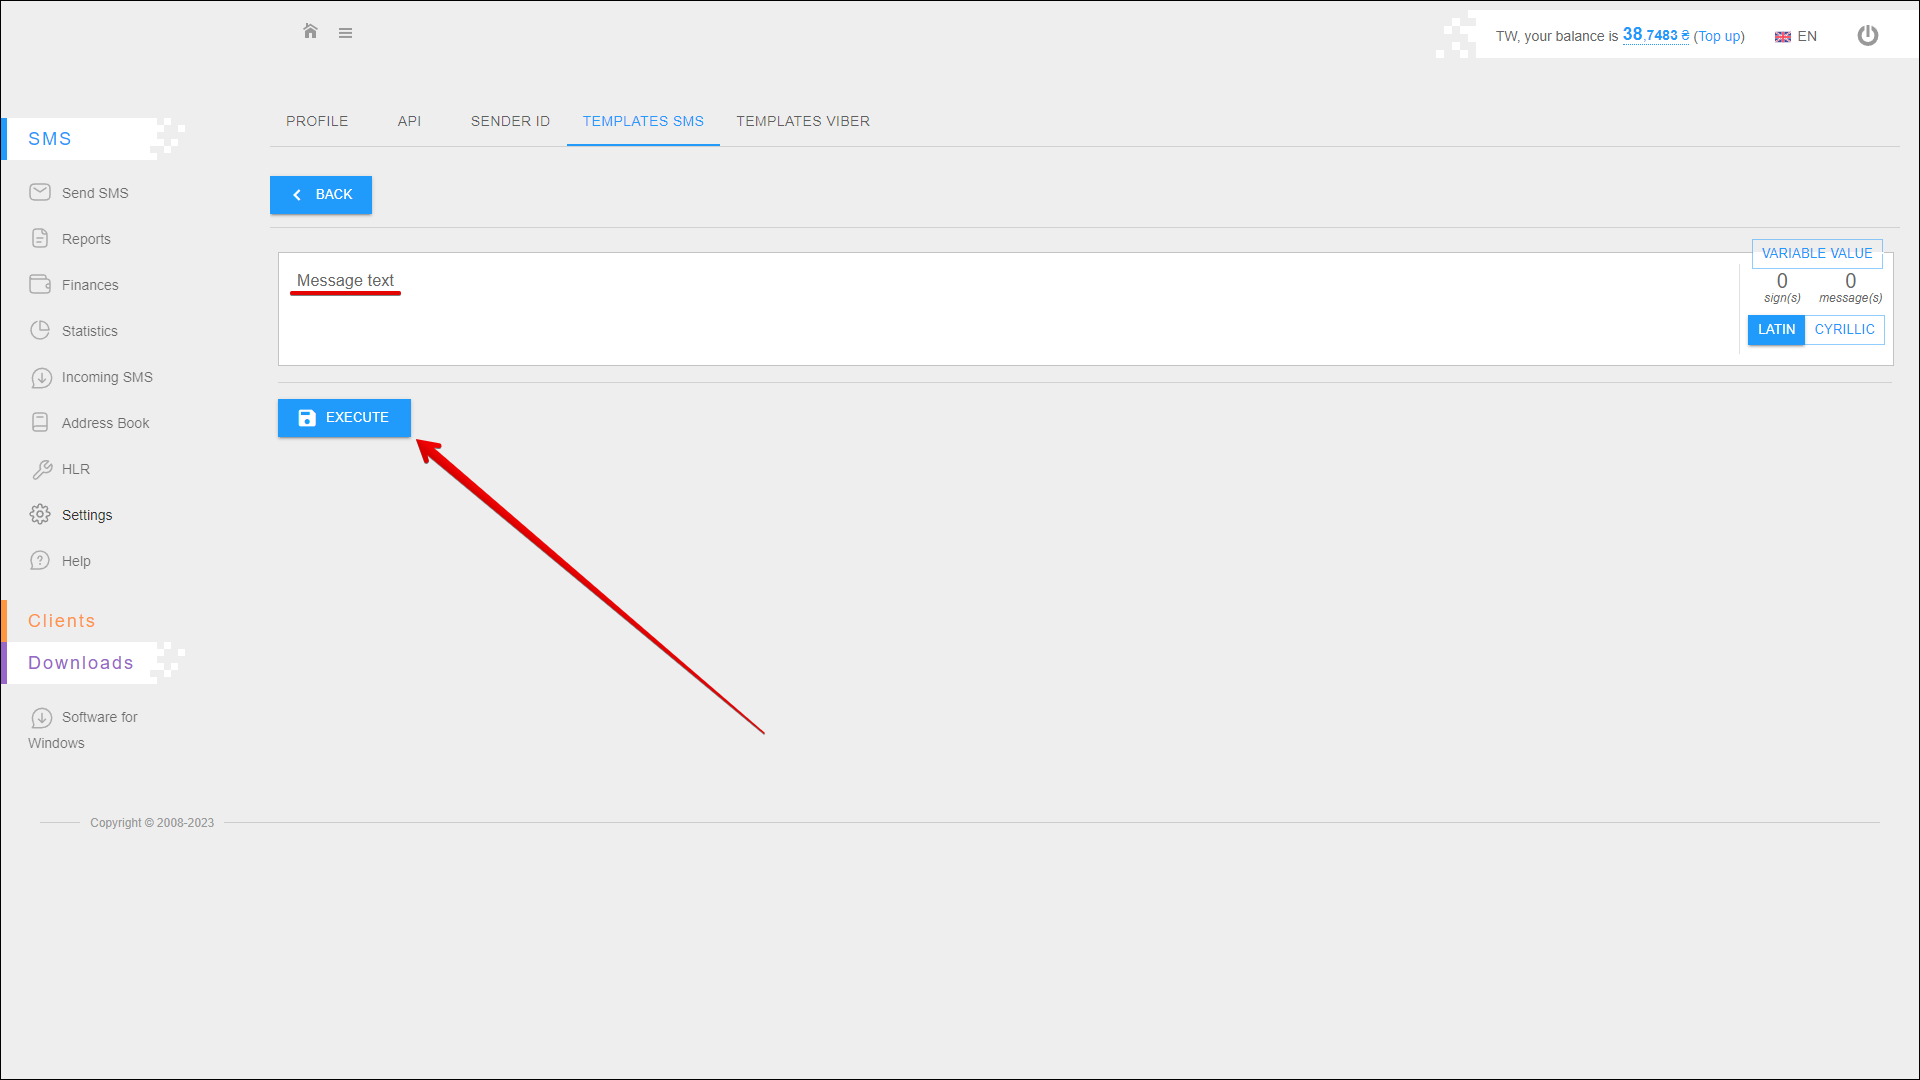 TW, your balance is 38,7483 ₴ (Top up) EN
SMS
Send SMS
Reports
Finances
Statistics
Incoming SMS
Address Book
HLR
Settings
Help
Clients
Downloads
Software for
Windows
PROFILE API SENDER ID TEMPLATES SMS TEMPLATES VIBER
BACK
Message text
VARIABLE VALUE
0 0
sign(s) message(s)
LATIN CYRILLIC
EXECUTE
Copyright © 2008-2023